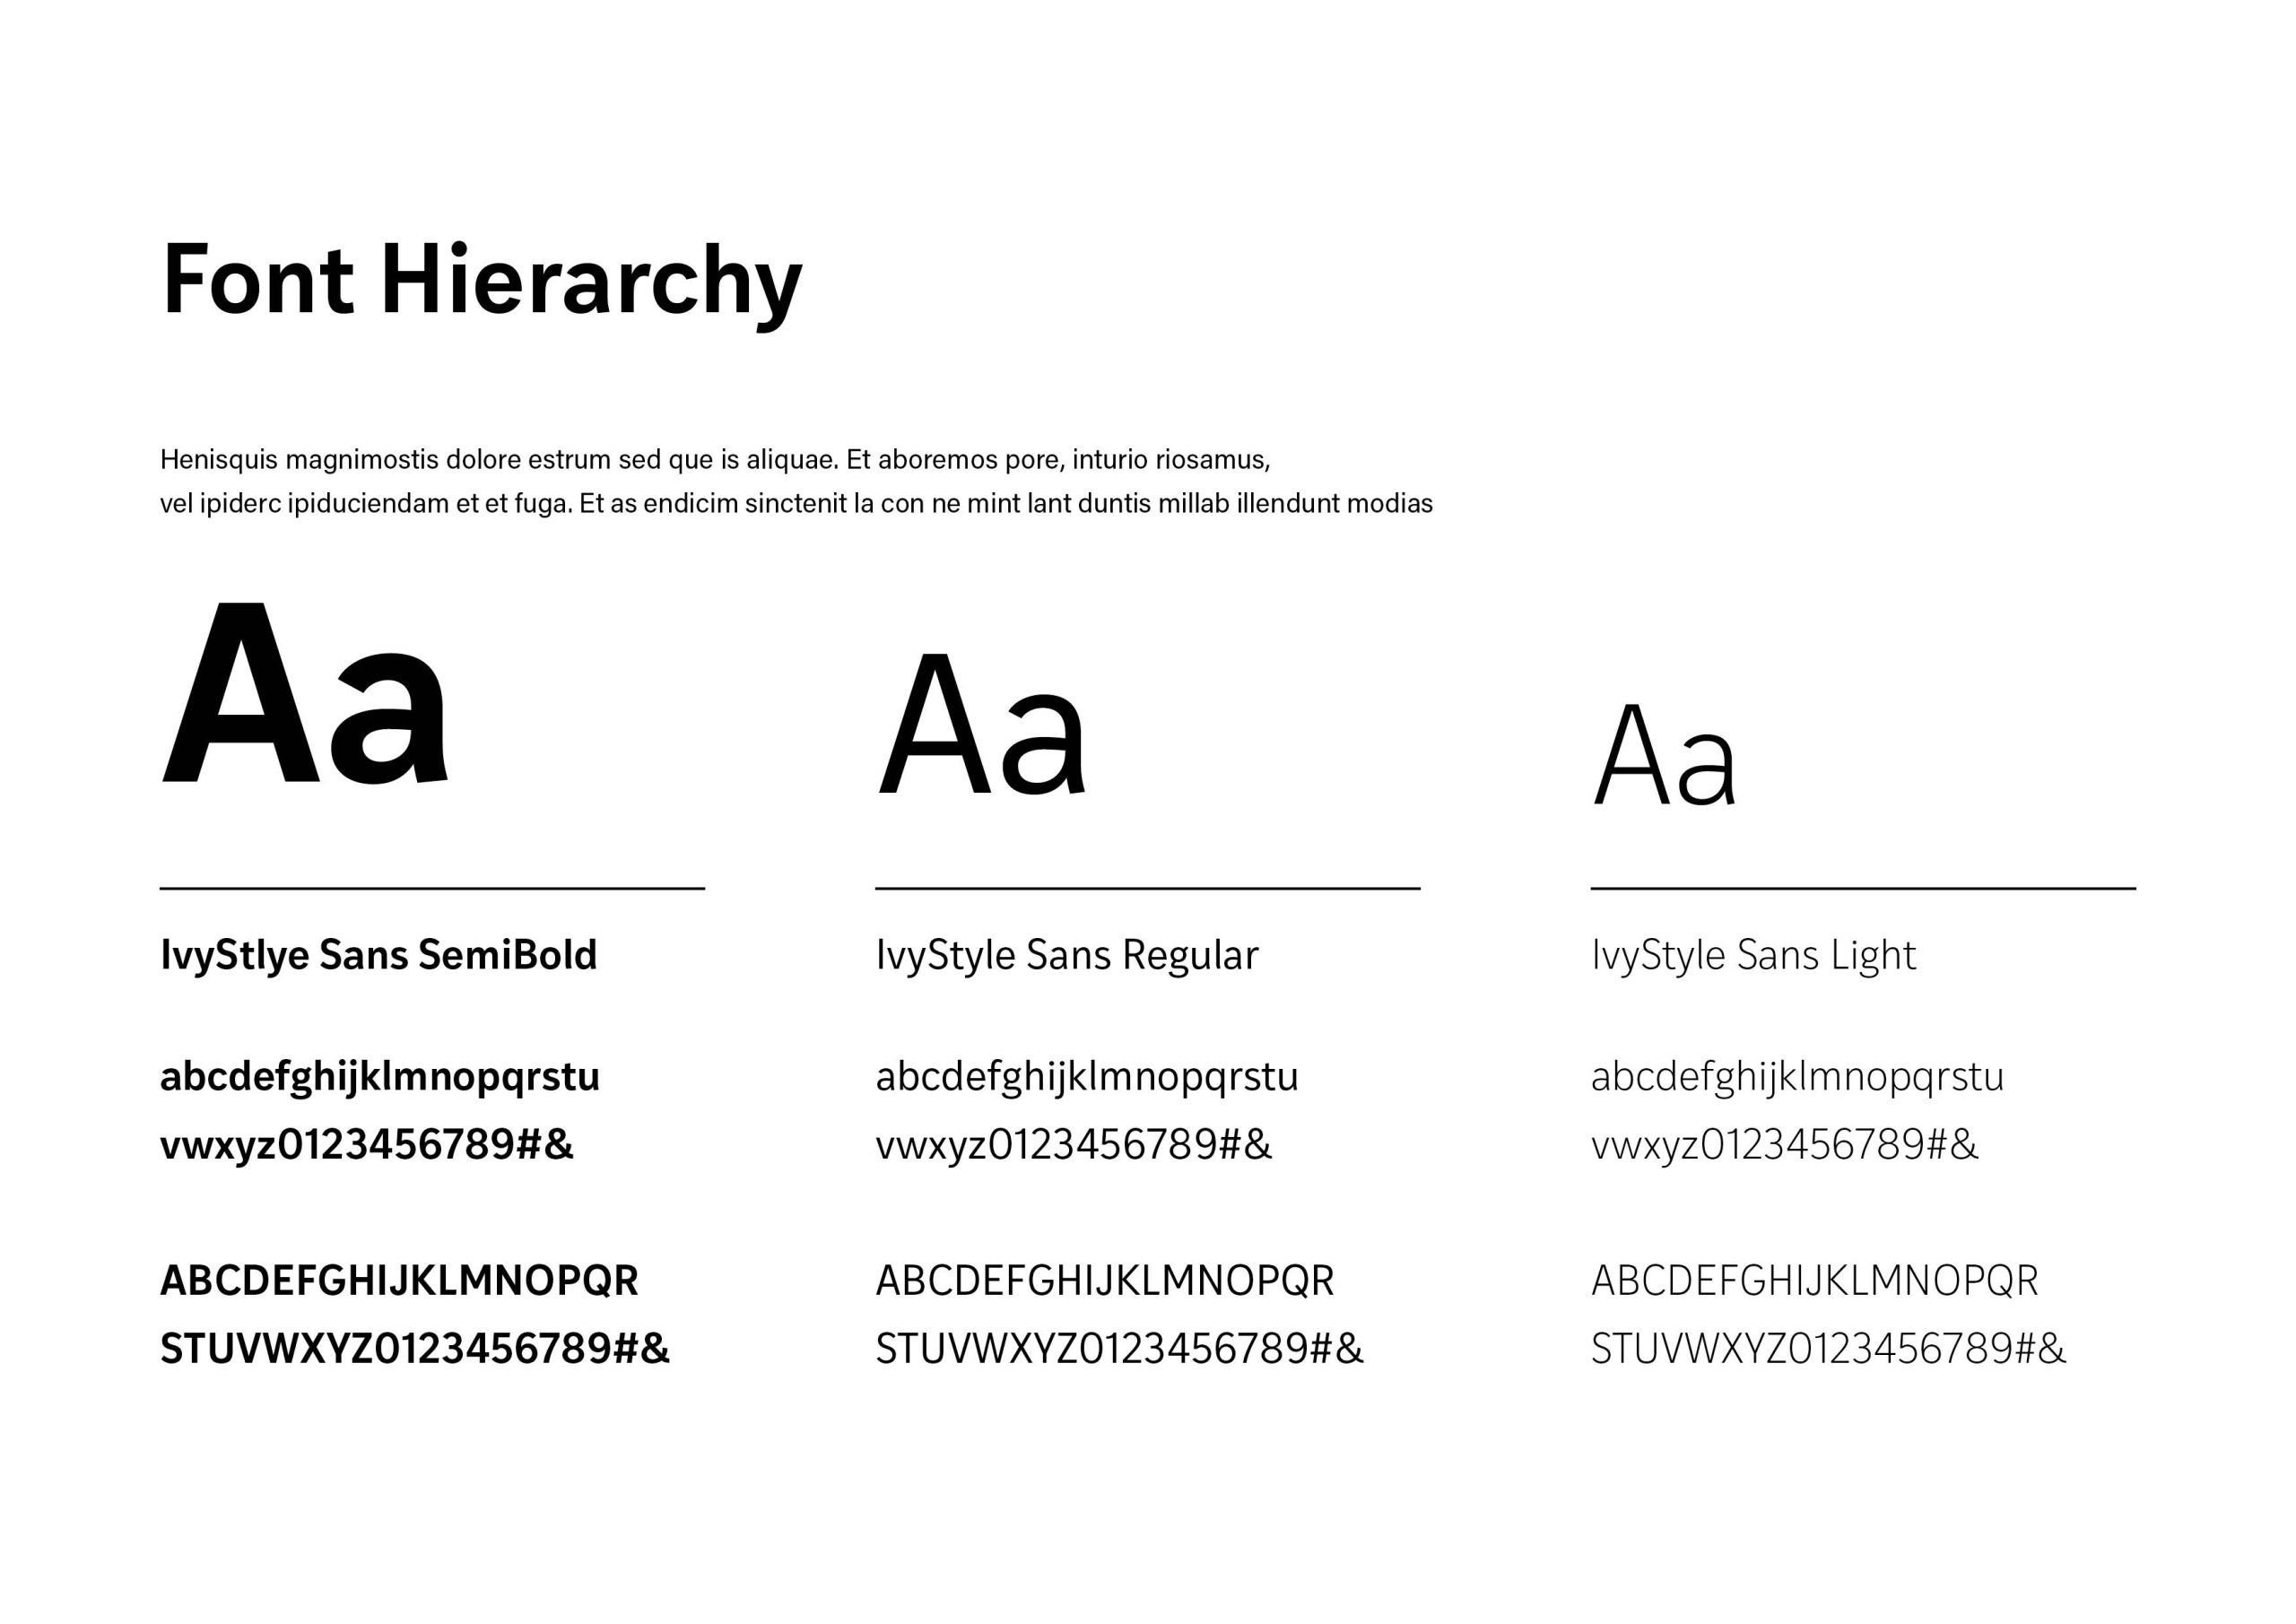 Font Hierarchy
Henisquis magnimostis dolore estrum sed que is aliquae. Et aboremos pore, inturio riosamus,
vel ipiderc ipiduciendam et et fuga. Et as endicim sinctenit la con ne mint lant duntis millab illendunt modias
Aa
IvyStlye Sans SemiBold
abcdefghijklmnopqrstu
vwxyz0123456789#&
ABCDEFGHIJKLMNOPQR
STUVWXYZ0123456789#&
Aa
IvyStyle Sans Regular
abcdefghijklmnopqrstu
vwxyz0123456789#&
ABCDEFGHIJKLMNOPQR
STUVWXYZ0123456789#&
Aa
IvyStyle Sans Light
abcdefghijklmnopqrstu
vwxyz0123456789#&
ABCDEFGHIJKLMNOPQR
STUVWXYZ0123456789#&